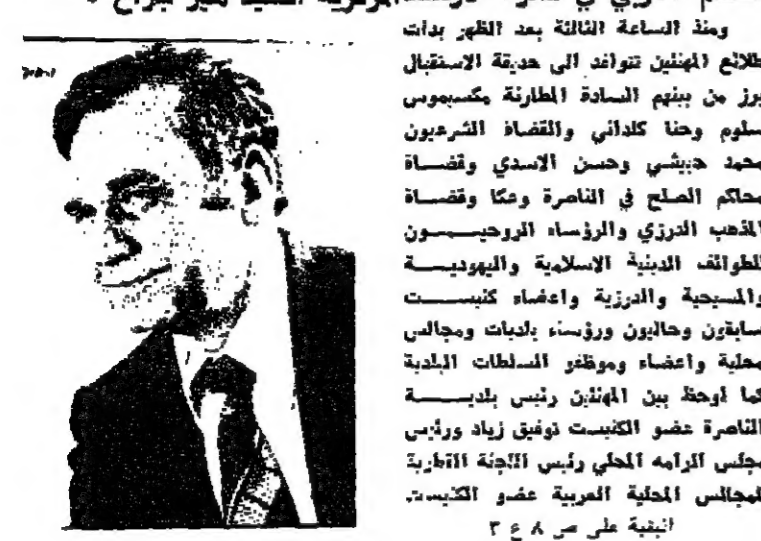 ومنذ الساعة الثالثة بعد الظهر بدأت
طلائع المهنئين تتوافد الى حديقة الاستقبال
برز من بينهم السادة المطارنة مكسيموس
سلوم وحنا كلداني والقضاة الشرعيون
محمد حبيشي وحسن الاسدي وقضاة
محاكم الصلح في الناصرة وعكا وقضاة
المذهب الدرزي والرؤساء الروحيون
للطوائف الدينية الاسلامية واليهودية
والمسيحية والدرزية واعضاء كنيست
سابقون وحاليون ورؤساء بلديات ومجالس
محلية واعضاء وموظفو السلطات البلدية
كما لوحظ بين المهنئين رئيس بلدية
الناصرة عضو الكنيست توفيق زياد ورئيس
مجلس الرامه المحلي رئيس اللجنة القطرية
للمجالس المحلية العربية عضو الكنيست
البقية على ص ٨ ع ٣